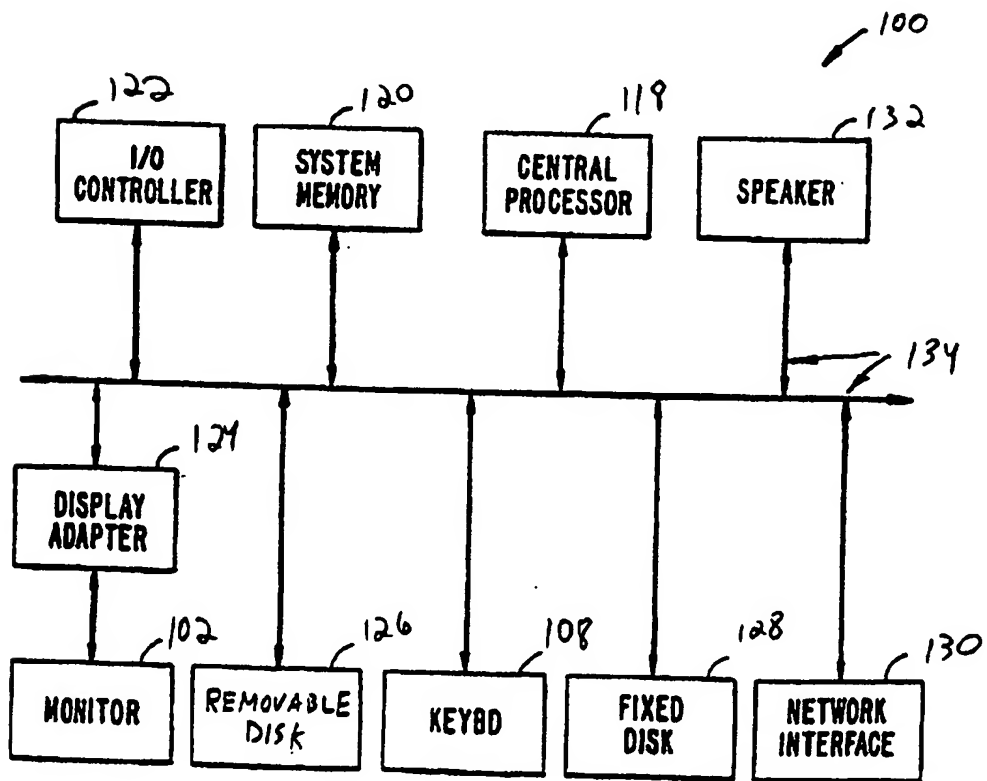 100
122
120
118
132
I/O
CONTROLLER
SYSTEM
MEMORY
CENTRAL
PROCESSOR
SPEAKER
134
124
DISPLAY
ADAPTER
102
126
108
128
130
MONITOR
REMOVABLE
DISK
KEYBD
FIXED
DISK
NETWORK
INTERFACE